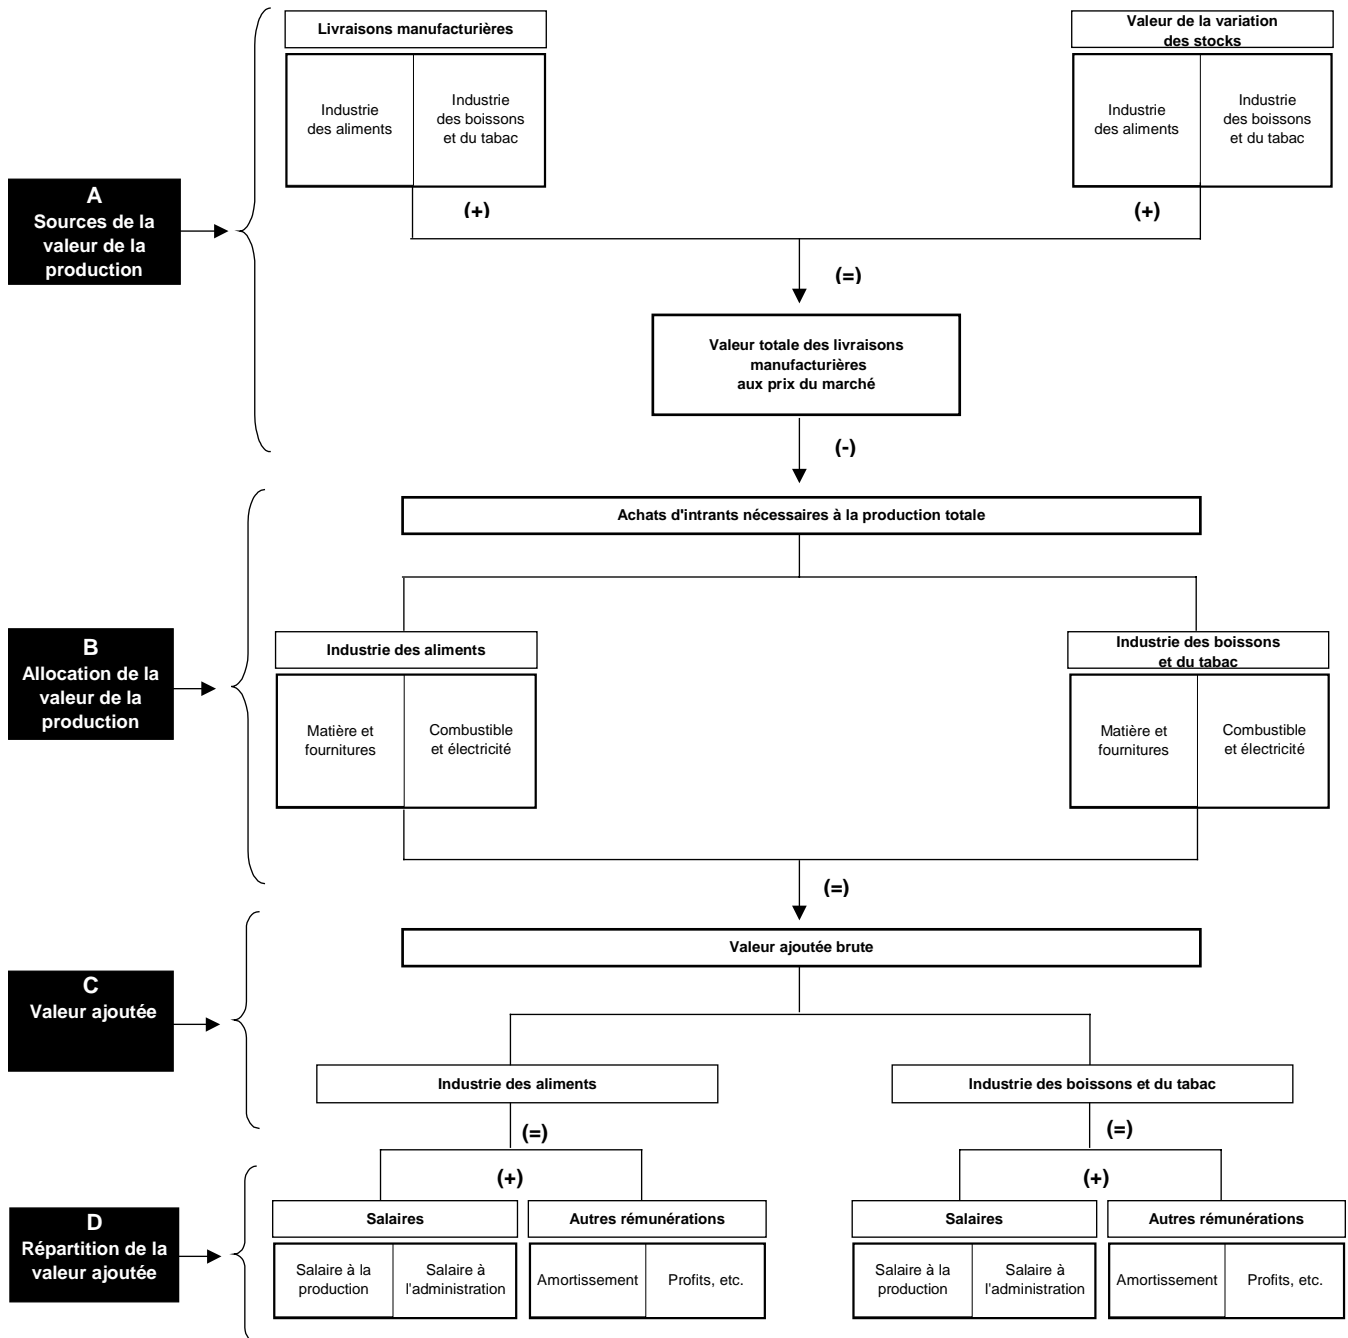 Livraisons manufacturières
Valeur de la variation
des stocks
Industrie
des aliments
Industrie
des boissons
et du tabac
Industrie
des aliments
Industrie
des boissons
et du tabac
A
Sources de la
valeur de la
production
(+)
(+)
(=)
Valeur totale des livraisons
manufacturières
aux prix du marché
(-)
Achats d'intrants nécessaires à la production totale
B
Allocation de la
valeur de la
production
Industrie des aliments
Industrie des boissons
et du tabac
Matière et
fournitures
Combustible
et électricité
Matière et
fournitures
Combustible
et électricité
(=)
Valeur ajoutée brute
C
Valeur ajoutée
Industrie des aliments
Industrie des boissons et du tabac
(=)
(=)
(+)
(+)
D
Répartition de la
valeur ajoutée
Salaires
Autres rémunérations
Salaires
Autres rémunérations
Salaire à la
production
Salaire à
l'administration
Amortissement
Profits, etc.
Salaire à la
production
Salaire à
l'administration
Amortissement
Profits, etc.